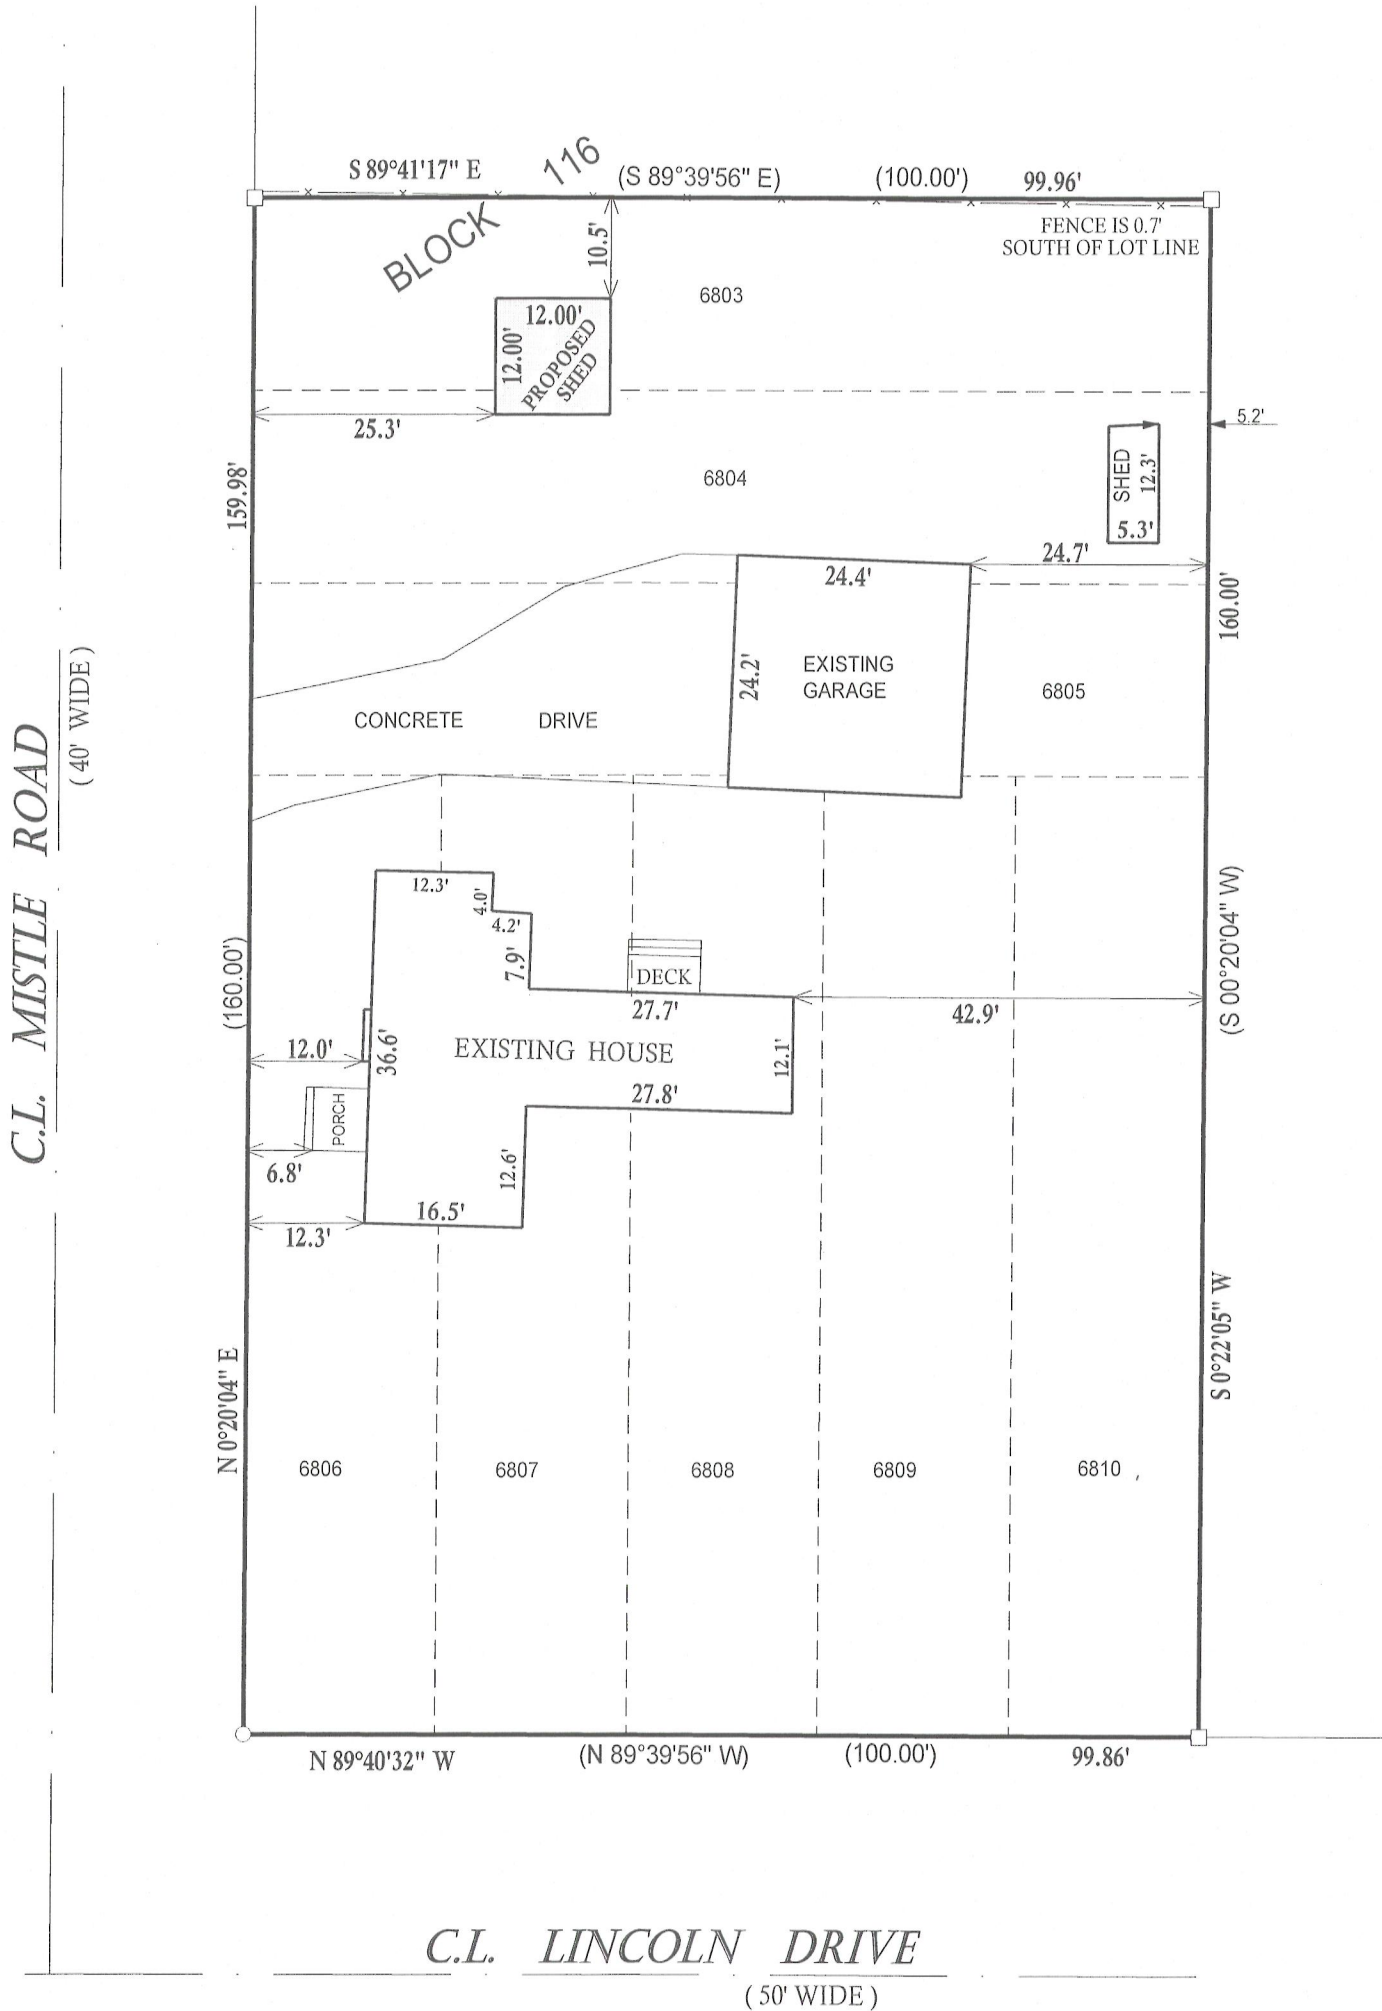 S 89°41'17" E
116
(S 89°39'56" E)
(100.00')
99.96'
FENCE IS 0.7'
SOUTH OF LOT LINE
BLOCK
10.5'
6803
12.00'
12.00'
PROPOSED
SHED
25.3'
5.2'
6804
SHED
12.3'
5.3'
159.98'
24.7'
24.4'
160.00'
EXISTING
GARAGE
24.2'
6805
CONCRETE DRIVE
C.L. MISTLE ROAD
( 40' WIDE )
12.3'
4.0'
4.2'
7.9'
DECK
27.7'
42.9'
(160.00')
(S 00°20'04" W)
12.0'
36.6'
EXISTING HOUSE
12.1'
27.8'
PORCH
6.8'
12.6'
16.5'
12.3'
N 0°20'04" E
S 0°22'05" W
6806
6807
6808
6809
6810
N 89°40'32" W
(N 89°39'56" W)
(100.00')
99.86'
C.L. LINCOLN DRIVE
( 50' WIDE )